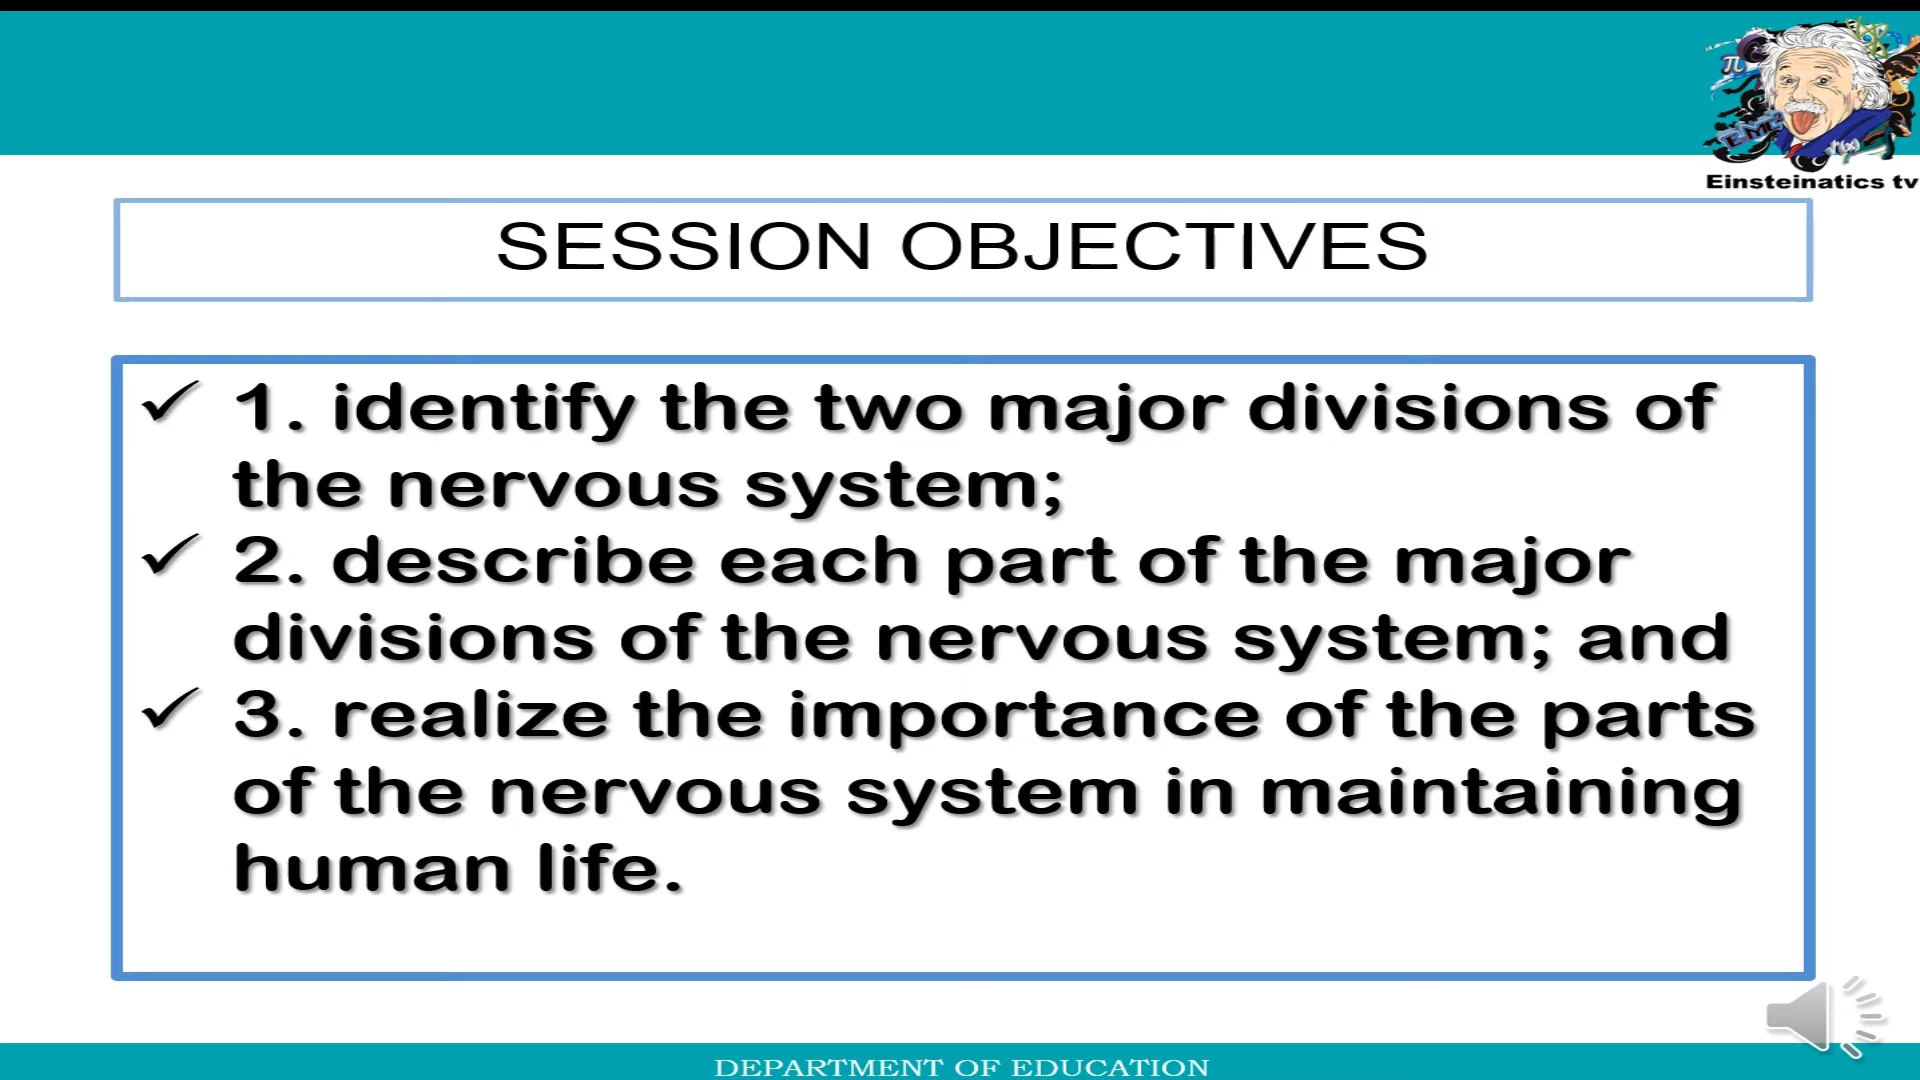 π
E=MC²
f(x)
Einsteinatics tv
SESSION OBJECTIVES
✓ 1. identify the two major divisions of
the nervous system;
✓ 2. describe each part of the major
divisions of the nervous system; and
✓ 3. realize the importance of the parts
of the nervous system in maintaining
human life.
DEPARTMENT OF EDUCATION